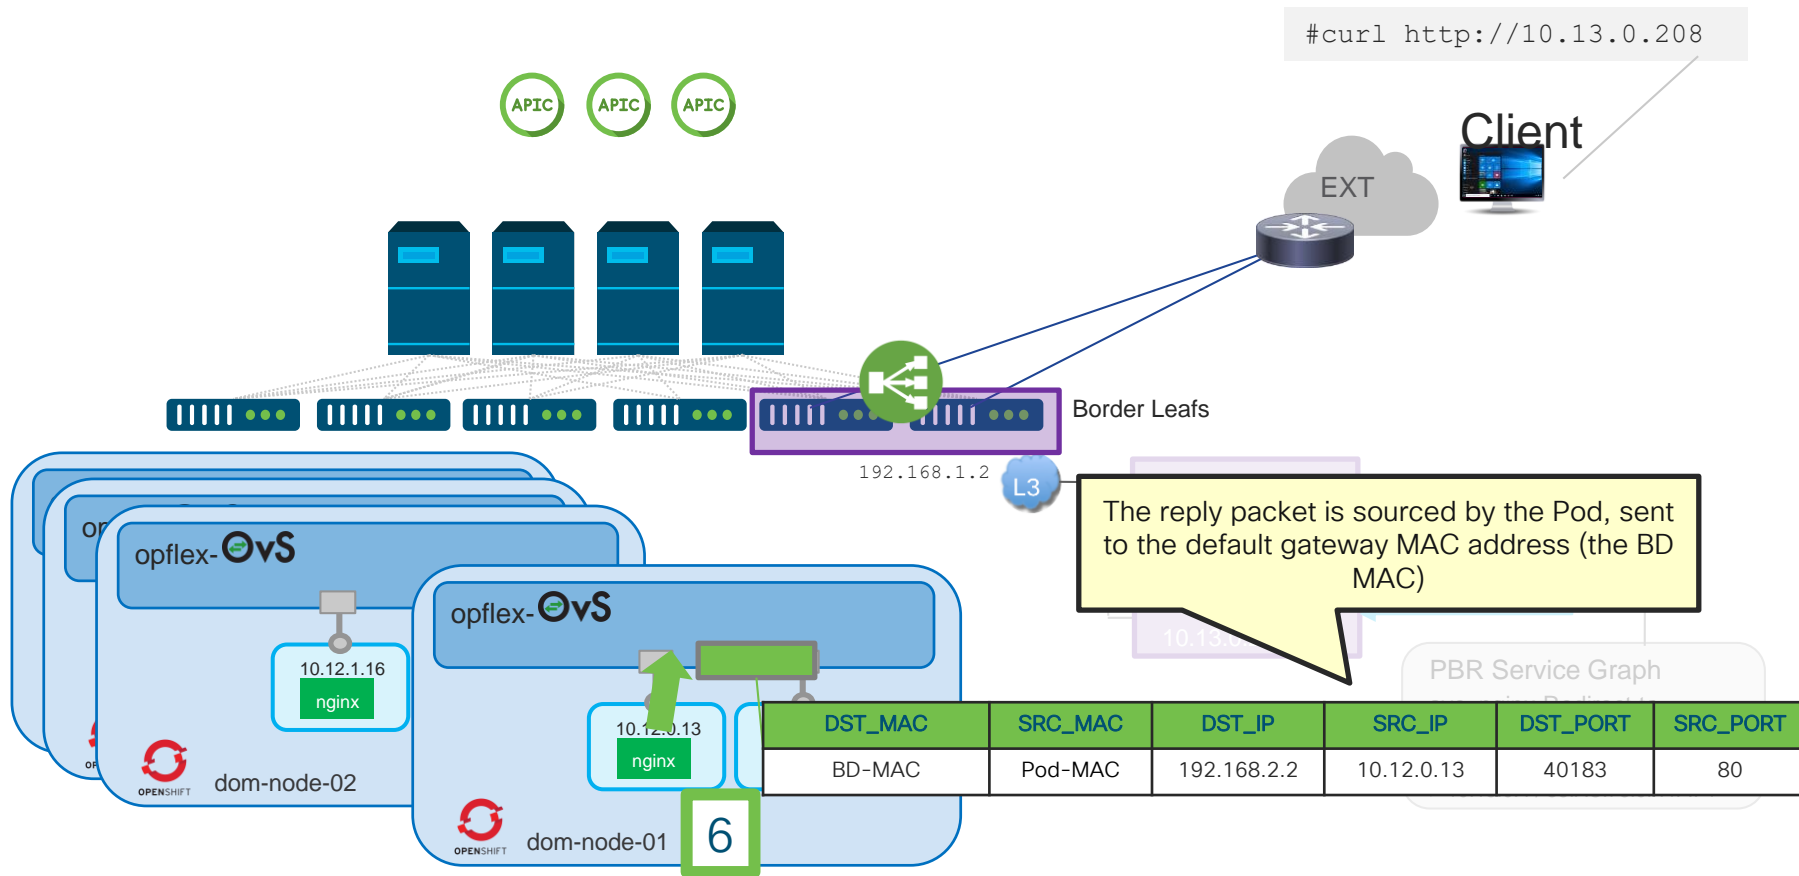 #curl http://10.13.0.208
APIC
APIC
APIC
Client
EXT
Border Leafs
192.168.1.2
L3
The reply packet is sourced by the Pod, sent
to the default gateway MAC address (the BD
MAC)
opflex-OvS
opflex-OvS
10.12.1.16
nginx
10.12.0.13
nginx
PBR Service Graph
DST_MAC SRC_MAC DST_IP SRC_IP DST_PORT SRC_PORT
BD-MAC Pod-MAC 192.168.2.2 10.12.0.13 40183 80
OPENSHIFT
dom-node-02
OPENSHIFT
dom-node-01
6